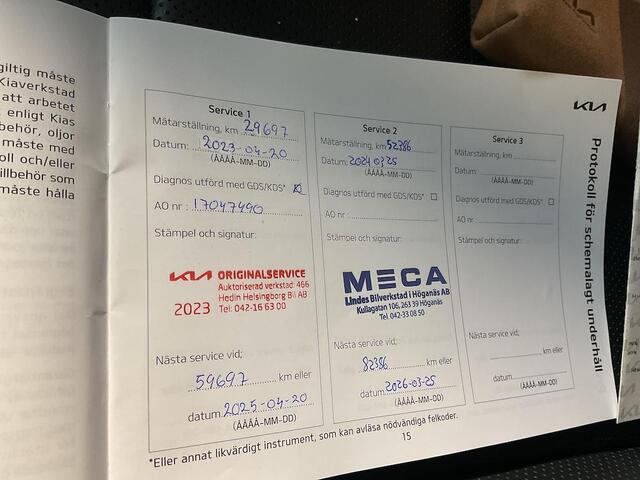 giltig måste
Kiaverkstad
att arbetet
enligt Kias
behör, oljor
måste med
oll och/eller
illbehör som
måste hålla
KIA
Protokoll för schemalagt underhåll
Service 1
Mätarställning, km 29697
Datum: 2023-04-20
(ÅÅÅÅ-MM-DD)
Diagnos utförd med GDS/KDS*
AO nr : 17047490
Stämpel och signatur:
KIA ORIGINALSERVICE
Auktoriserad verkstad: 466
Hedin Helsingborg Bil AB
2023 Tel: 042-16 63 00
Nästa service vid;
59697 km eller
datum 2025-04-20
(ÅÅÅÅ-MM-DD)
Service 2
Mätarställning, km 52386
Datum: 2024 03-25
(ÅÅÅÅ-MM-DD)
Diagnos utförd med GDS/KDS*
AO nr :
Stämpel och signatur:
MECA
Lindes Bilverkstad i Höganäs AB
Kullagatan 106, 263 39 Höganäs
Tel. 042-33 08 50
Nästa service vid;
82386 km eller
datum 2026-03-25
(ÅÅÅÅ-MM-DD)
Service 3
Mätarställning, km
Datum:
(ÅÅÅÅ-MM-DD)
Diagnos utförd med GDS/KDS*
AO nr :
Stämpel och signatur:
Nästa service vid;
km eller
datum
(ÅÅÅÅ-MM-DD)
*Eller annat likvärdigt instrument, som kan avläsa nödvändiga felkoder.
15